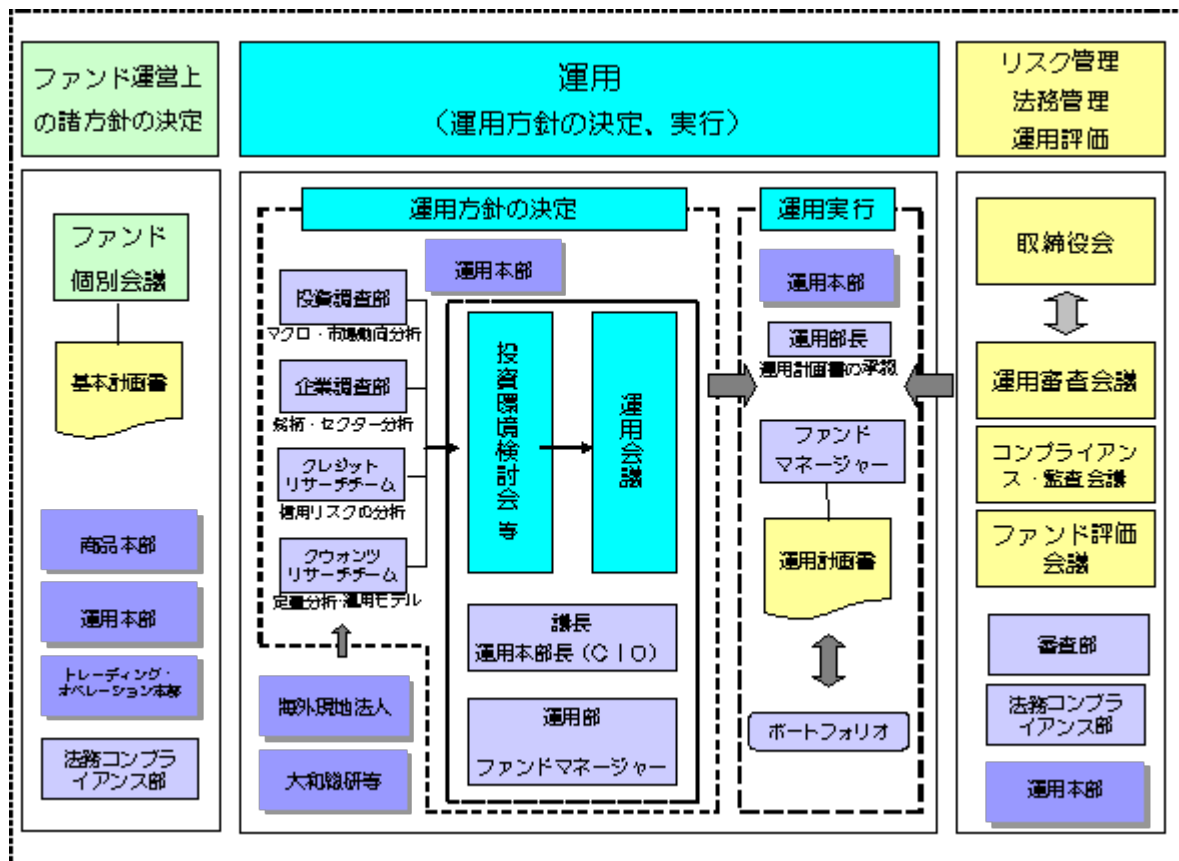 ファンド運営上
の諸方針の決定
運用
（運用方針の決定、実行）
リスク管理
法務管理
運用評価
ファンド
個別会議
基本計画書
商品本部
運用本部
トレーディング・
オペレーション本部
法務コンプラ
イアンス部
運用方針の決定
運用本部
投資調査部
マクロ・市場動向分析
企業調査部
銘柄・セクター分析
クレジット
リサーチチーム
信用リスクの分析
クウォンツ
リサーチチーム
定量分析・運用モデル
海外現地法人
大和総研等
投資環境検討会 等
運用会議
議長
運用本部長（ＣＩＯ）
運用部
ファンドマネージャー
運用実行
運用本部
運用部長
運用計画書の承認
ファンド
マネージャー
運用計画書
ポートフォリオ
取締役会
運用審査会議
コンプライアン
ス・監査会議
ファンド評価
会議
審査部
法務コンプラ
イアンス部
運用本部